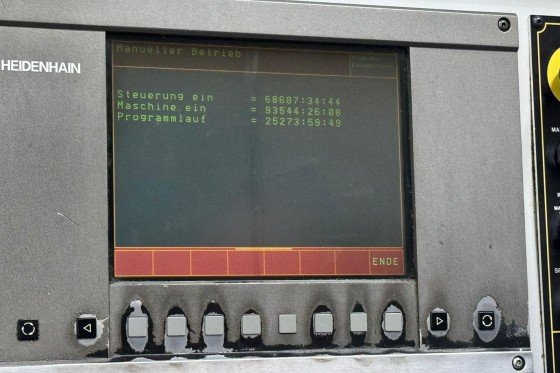 HEIDENHAIN
Manueller Betrieb
Steuerung ein = 68607:34:44
Maschine ein = 93544:26:08
Programmlauf = 25273:59:49
ENDE